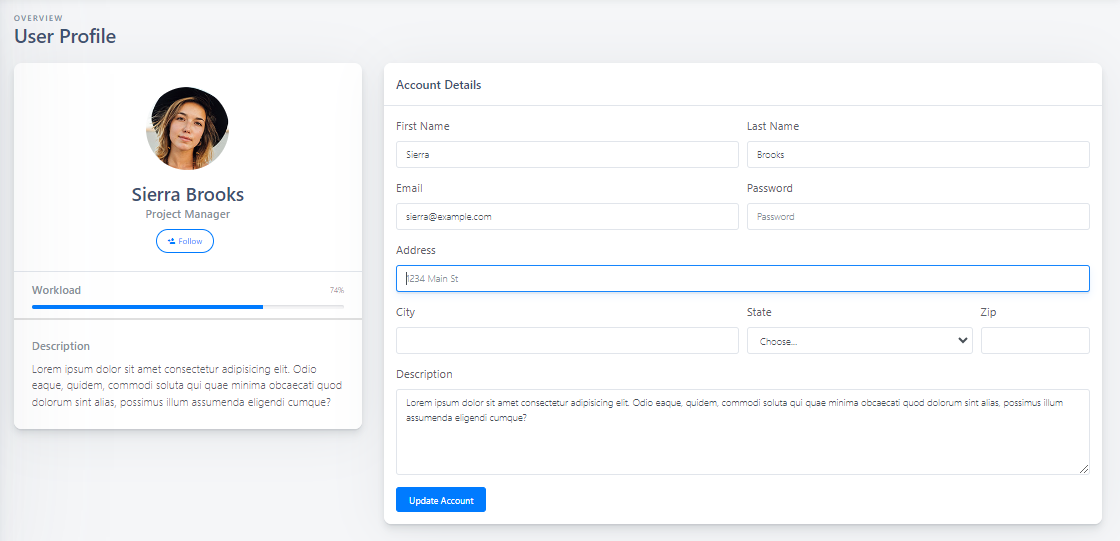 OVERVIEW
User Profile
Sierra Brooks
Project Manager
Follow
Workload 74%
Description
Lorem ipsum dolor sit amet consectetur adipisicing elit. Odio
eaque, quidem, commodi soluta qui quae minima obcaecati quod
dolorum sint alias, possimus illum assumenda eligendi cumque?
Account Details
First Name Last Name
Sierra Brooks
Email Password
sierra@example.com Password
Address
1234 Main St
City State Zip
Choose...
Description
Lorem ipsum dolor sit amet consectetur adipisicing elit. Odio eaque, quidem, commodi soluta qui quae minima obcaecati quod dolorum sint alias, possimus illum
assumenda eligendi cumque?
Update Account